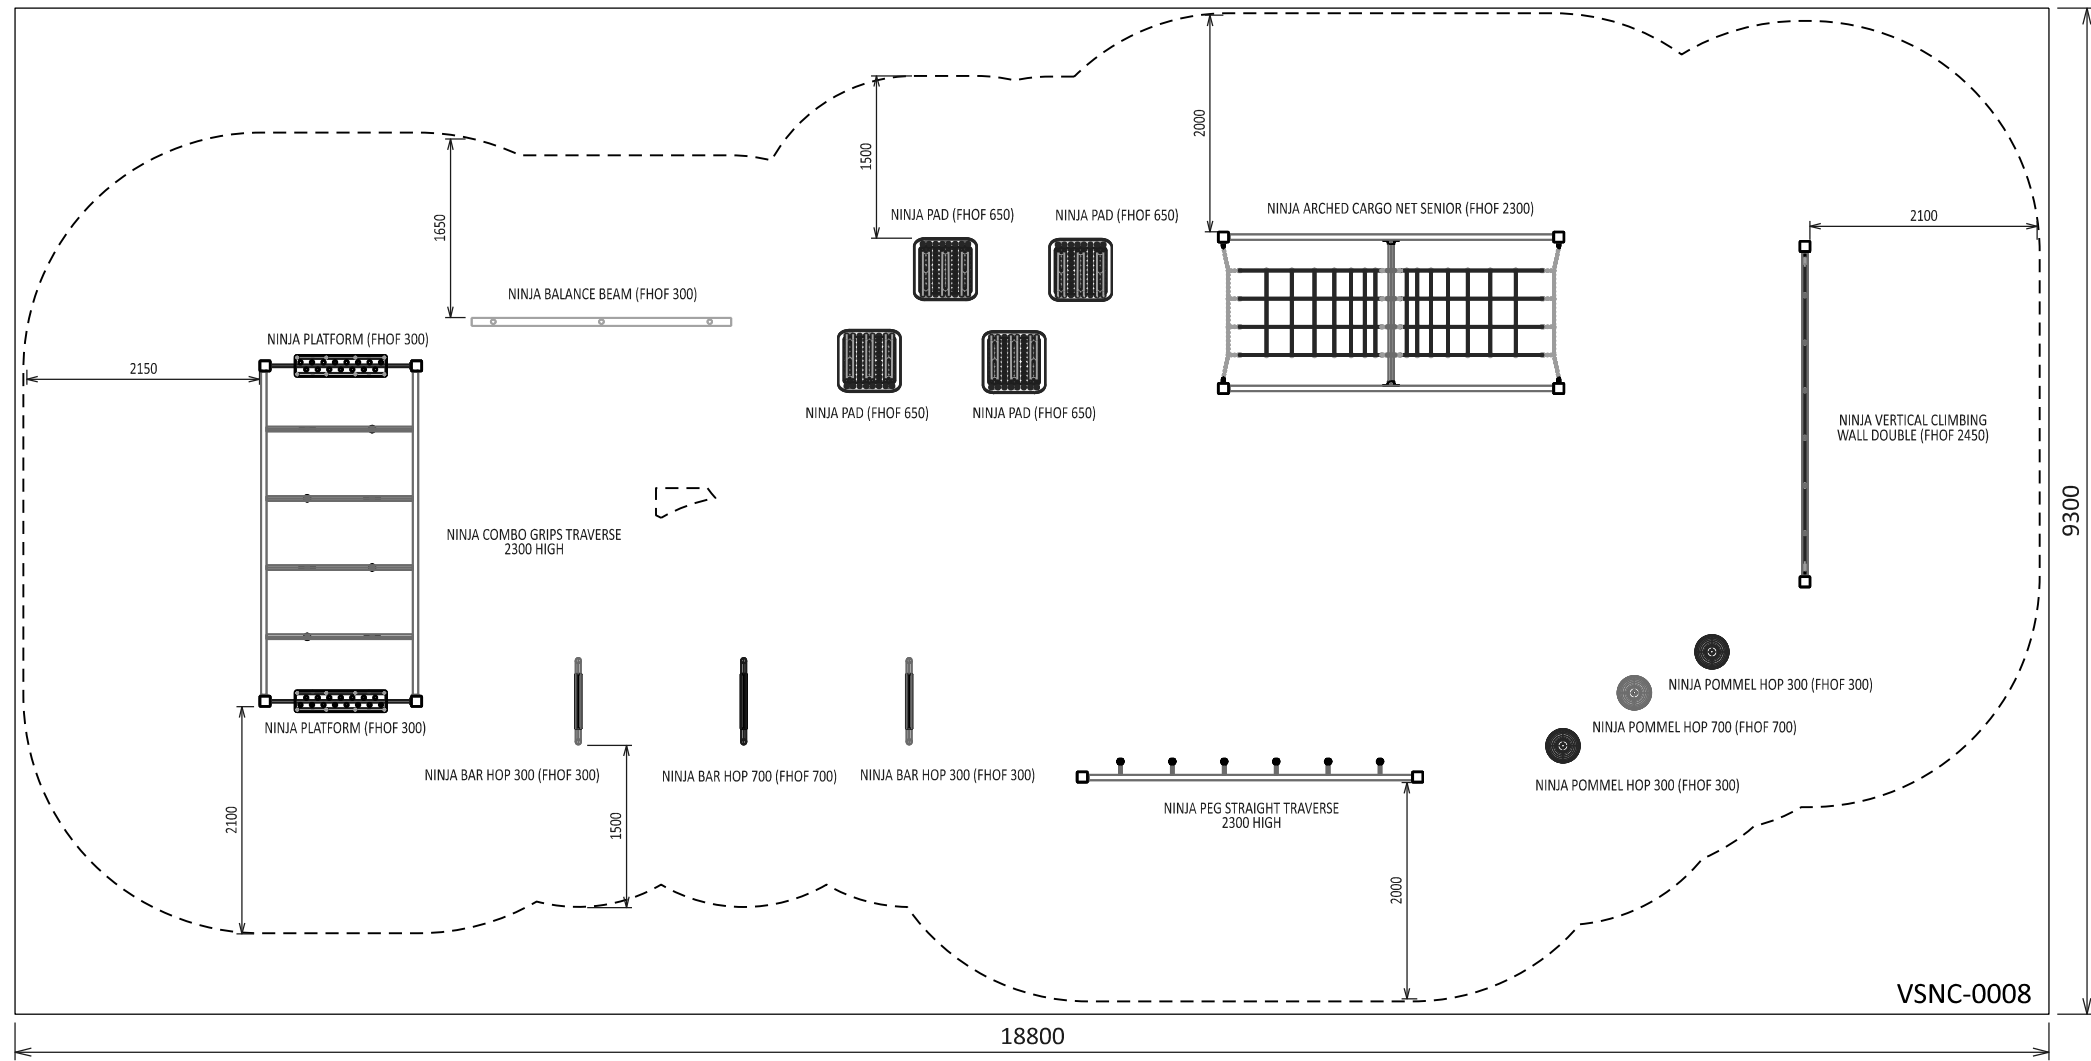 2000
1500
1650
NINJA PAD (FHOF 650)
NINJA PAD (FHOF 650)
NINJA ARCHED CARGO NET SENIOR (FHOF 2300)
2100
NINJA BALANCE BEAM (FHOF 300)
NINJA PLATFORM (FHOF 300)
2150
NINJA PAD (FHOF 650)
NINJA PAD (FHOF 650)
NINJA VERTICAL CLIMBING
WALL DOUBLE (FHOF 2450)
9300
NINJA COMBO GRIPS TRAVERSE
2300 HIGH
NINJA POMMEL HOP 300 (FHOF 300)
NINJA PLATFORM (FHOF 300)
NINJA POMMEL HOP 700 (FHOF 700)
NINJA BAR HOP 300 (FHOF 300)
NINJA BAR HOP 700 (FHOF 700)
NINJA BAR HOP 300 (FHOF 300)
NINJA POMMEL HOP 300 (FHOF 300)
NINJA PEG STRAIGHT TRAVERSE
2300 HIGH
2100
1500
2000
VSNC-0008
18800